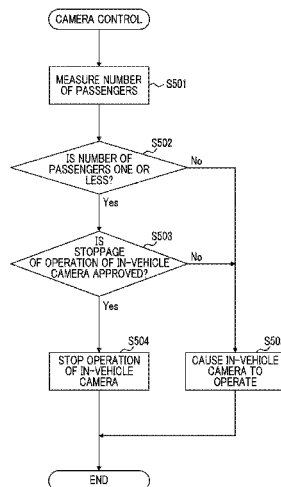 CAMERA CONTROL
MEASURE NUMBER
OF PASSENGERS
S501
IS NUMBER OF
PASSENGERS ONE OR
LESS?
S502
No
Yes
IS
STOPPAGE
OF OPERATION OF IN-VEHICLE
CAMERA APPROVED?
S503
No
Yes
STOP OPERATION
OF IN-VEHICLE
CAMERA
S504
CAUSE IN-VEHICLE
CAMERA TO
OPERATE
END